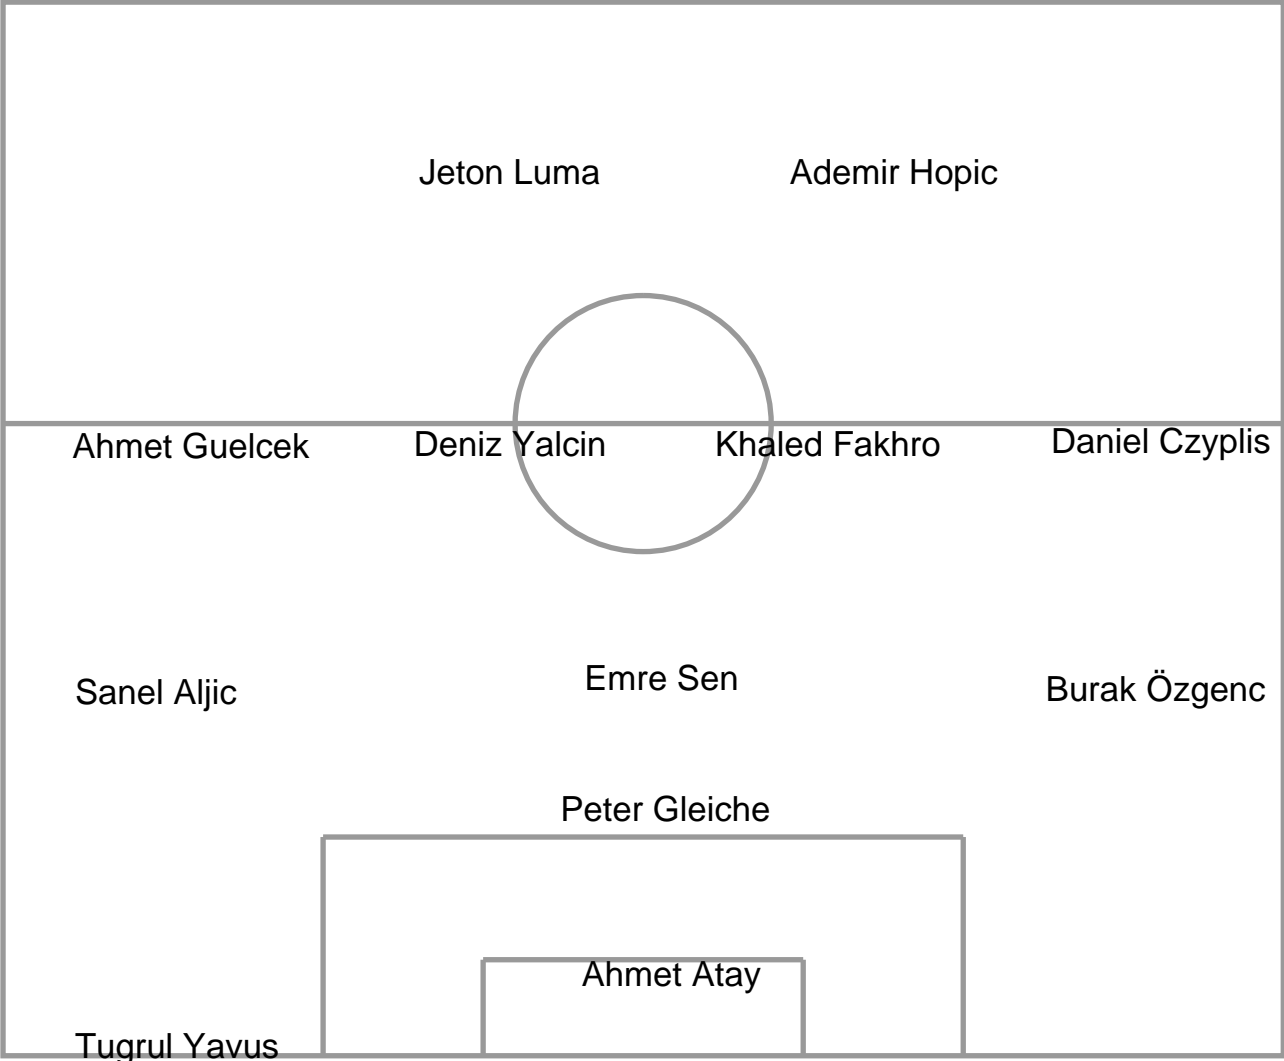 Jeton Luma
Ademir Hopic
Ahmet Guelcek
Deniz Yalcin
Khaled Fakhro
Daniel Czyplis
Sanel Aljic
Emre Sen
Burak Özgenc
Peter Gleiche
Ahmet Atay
Tugrul Yavus